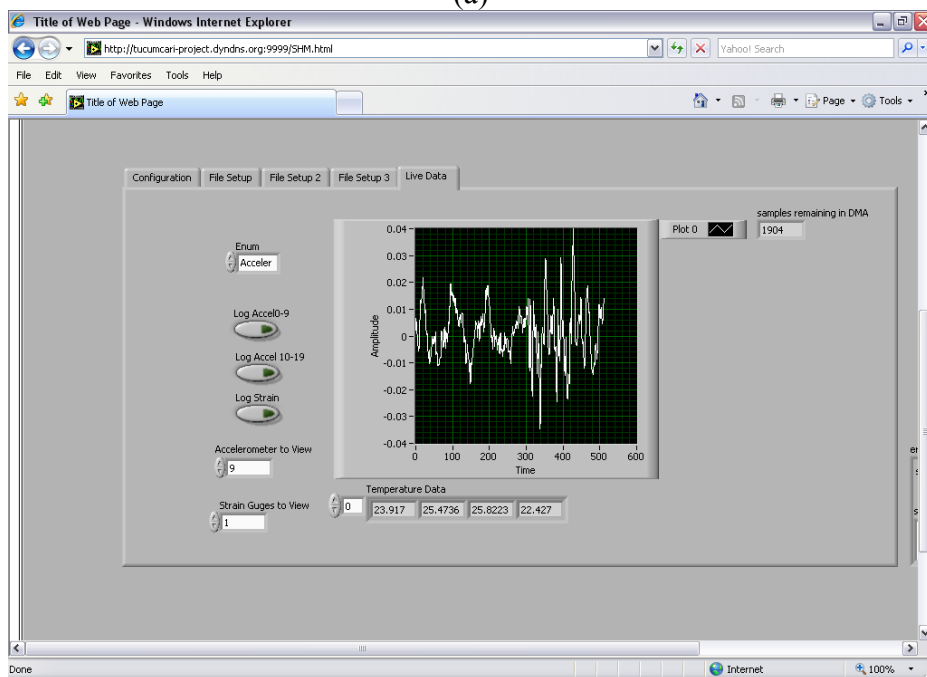 (a)
Title of Web Page - Windows Internet Explorer
http://tucumcari-project.dyndns.org:9999/SHM.html
Yahoo! Search
File Edit View Favorites Tools Help
Title of Web Page
Page Tools
Configuration File Setup File Setup 2 File Setup 3 Live Data
samples remaining in DMA
Plot 0
1904
Enum
Acceler
Log Accel0-9
Log Accel 10-19
Log Strain
Accelerometer to View
9
Strain Guges to View
1
Amplitude
0.04
0.03
0.02
0.01
0
-0.01
-0.02
-0.03
-0.04
0 100 200 300 400 500 600
Time
Temperature Data
0 23.917 25.4736 25.8223 22.427
er
s
s
Done Internet 100%